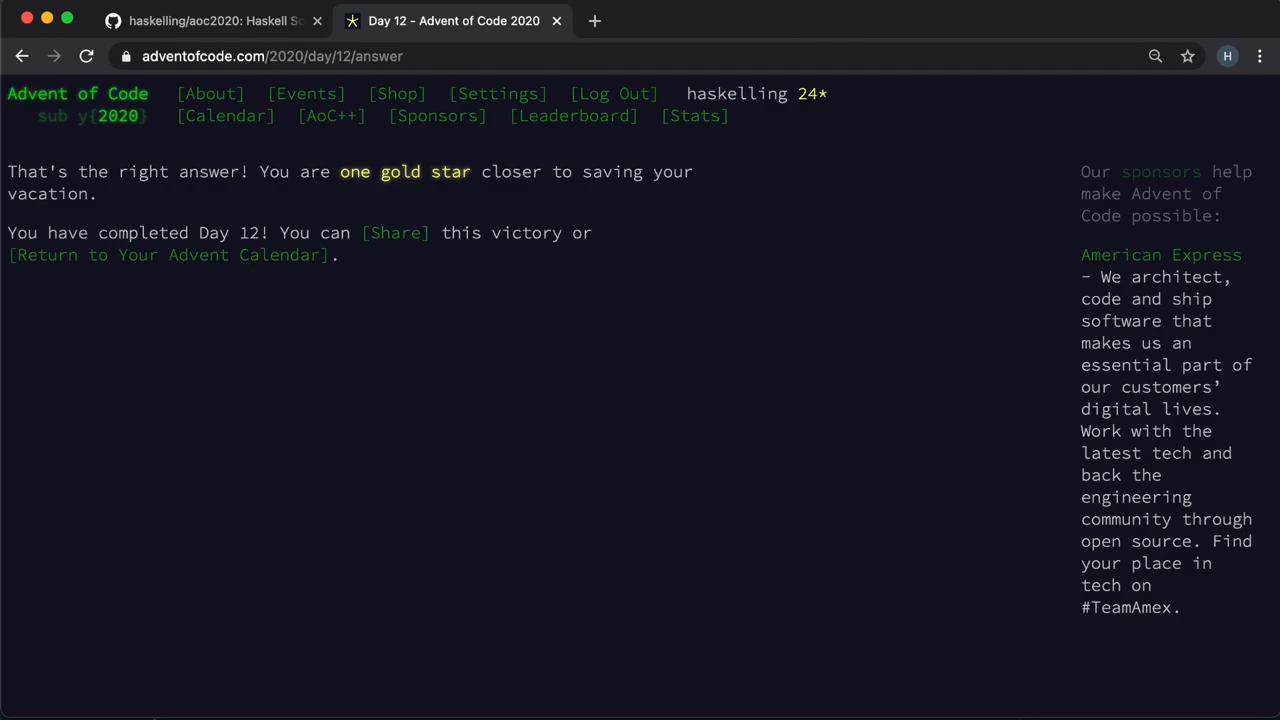 haskelling/aoc2020: Haskell So
Day 12 - Advent of Code 2020
adventofcode.com/2020/day/12/answer
H
Advent of Code [About] [Events] [Shop] [Settings] [Log Out] haskelling 24*
sub y{2020} [Calendar] [AoC++] [Sponsors] [Leaderboard] [Stats]
That's the right answer! You are one gold star closer to saving your
vacation.
You have completed Day 12! You can [Share] this victory or
[Return to Your Advent Calendar].
Our sponsors help
make Advent of
Code possible:
American Express
- We architect,
code and ship
software that
makes us an
essential part of
our customers’
digital lives.
Work with the
latest tech and
back the
engineering
community through
open source. Find
your place in
tech on
#TeamAmex.